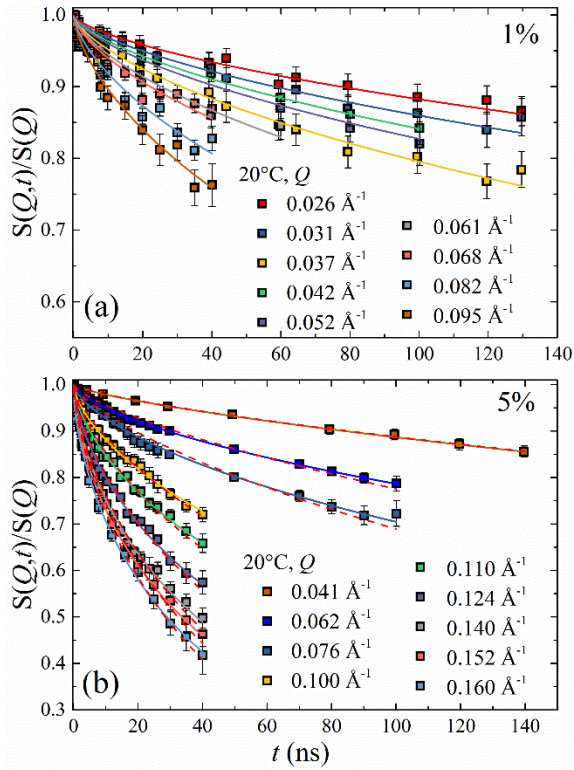 1%
S(Q,t)/S(Q)
1.0
0.9
0.8
0.7
0.6
20°C, Q
0.026 Å⁻¹
0.031 Å⁻¹
0.037 Å⁻¹
0.042 Å⁻¹
0.052 Å⁻¹
0.061 Å⁻¹
0.068 Å⁻¹
0.082 Å⁻¹
0.095 Å⁻¹
(a)
0 20 40 60 80 100 120 140
5%
S(Q,t)/S(Q)
1.0
0.9
0.8
0.7
0.6
0.5
0.4
0.3
20°C, Q
0.041 Å⁻¹
0.062 Å⁻¹
0.076 Å⁻¹
0.100 Å⁻¹
0.110 Å⁻¹
0.124 Å⁻¹
0.140 Å⁻¹
0.152 Å⁻¹
0.160 Å⁻¹
(b)
0 20 40 60 80 100 120 140
t (ns)